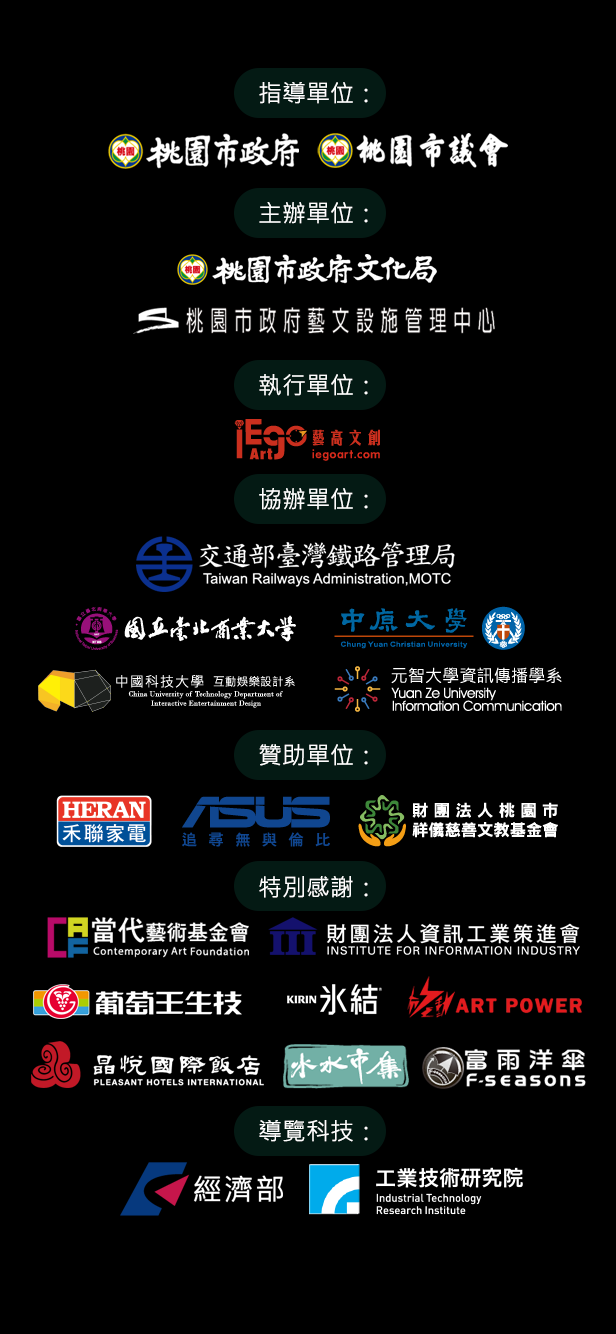 指導單位：
桃園 桃園市政府 桃園 桃園市議會
主辦單位：
桃園 桃園市政府文化局
桃園市政府藝文設施管理中心
執行單位：
iEgo Art 藝高文創
iegoart.com
協辦單位：
交通部臺灣鐵路管理局
Taiwan Railways Administration,MOTC
國立臺北商業大學 中原大學
Chung Yuan Christian University
中國科技大學 互動娛樂設計系
China University of Technology Department of
Interactive Entertainment Design
元智大學資訊傳播學系
Yuan Ze University
Information Communication
贊助單位：
HERAN
禾聯家電
ASUS
追尋無與倫比
財團法人桃園市
祥儀慈善文教基金會
特別感謝：
CAF 當代藝術基金會
Contemporary Art Foundation
財團法人資訊工業策進會
INSTITUTE FOR INFORMATION INDUSTRY
葡萄王生技 KIRIN 氷結® ART POWER
晶悅國際飯店
PLEASANT HOTELS INTERNATIONAL
水水市集
富雨洋傘
F-seasons
導覽科技：
經濟部 工業技術研究院
Industrial Technology
Research Institute